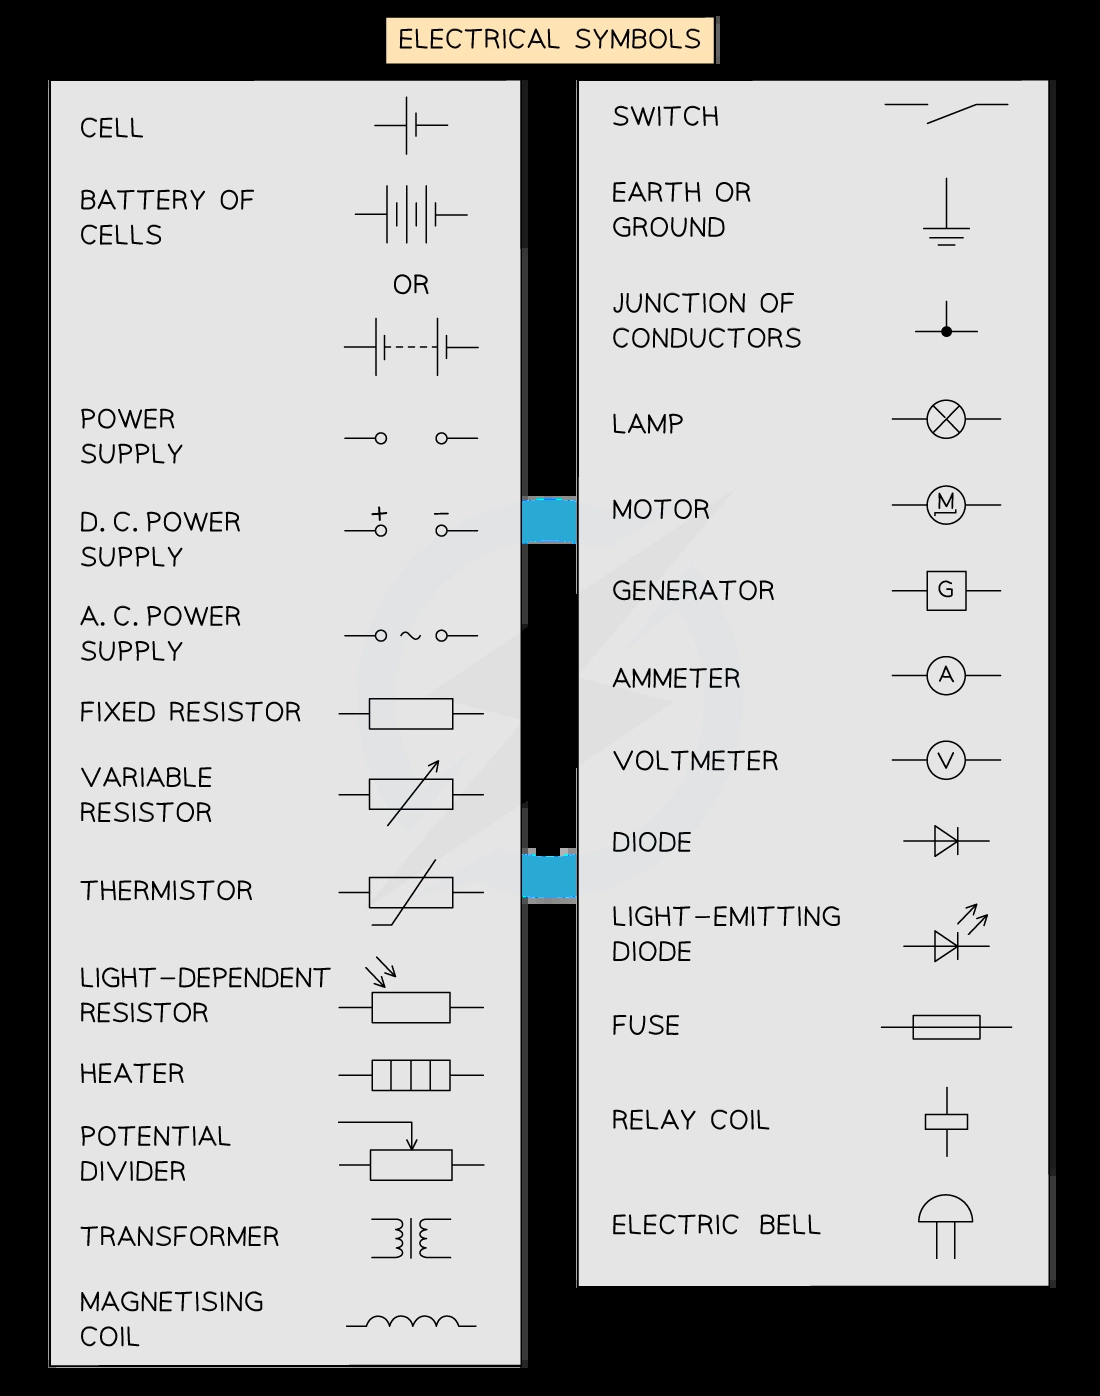 ELECTRICAL SYMBOLS
CELL
BATTERY OF
CELLS
OR
POWER
SUPPLY
D.C. POWER
SUPPLY
+ −
A.C. POWER
SUPPLY
~
FIXED RESISTOR
VARIABLE
RESISTOR
THERMISTOR
LIGHT-DEPENDENT
RESISTOR
HEATER
POTENTIAL
DIVIDER
TRANSFORMER
MAGNETISING
COIL
SWITCH
EARTH OR
GROUND
JUNCTION OF
CONDUCTORS
LAMP
MOTOR
M
GENERATOR
G
AMMETER
A
VOLTMETER
V
DIODE
LIGHT-EMITTING
DIODE
FUSE
RELAY COIL
ELECTRIC BELL